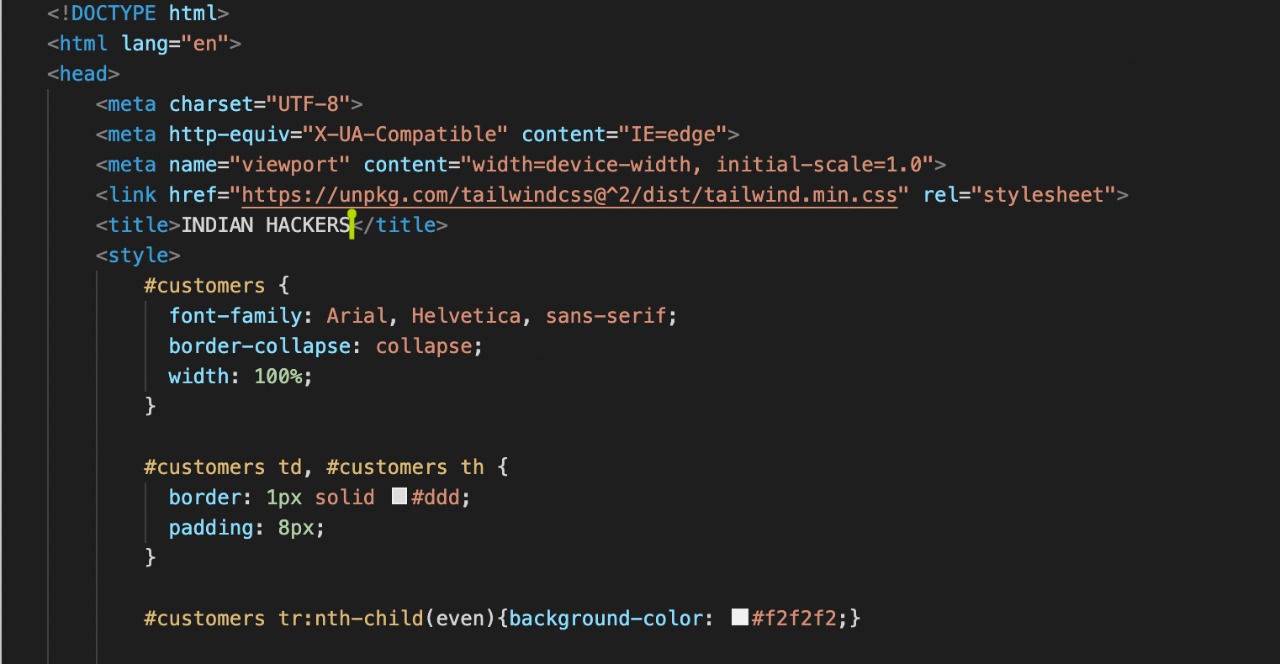 <!DOCTYPE html>
<html lang="en">
<head>
<meta charset="UTF-8">
<meta http-equiv="X-UA-Compatible" content="IE=edge">
<meta name="viewport" content="width=device-width, initial-scale=1.0">
<link href="https://unpkg.com/tailwindcss@^2/dist/tailwind.min.css" rel="stylesheet">
<title>INDIAN HACKERS</title>
<style>
#customers {
font-family: Arial, Helvetica, sans-serif;
border-collapse: collapse;
width: 100%;
}
#customers td, #customers th {
border: 1px solid #ddd;
padding: 8px;
}
#customers tr:nth-child(even){background-color: #f2f2f2;}